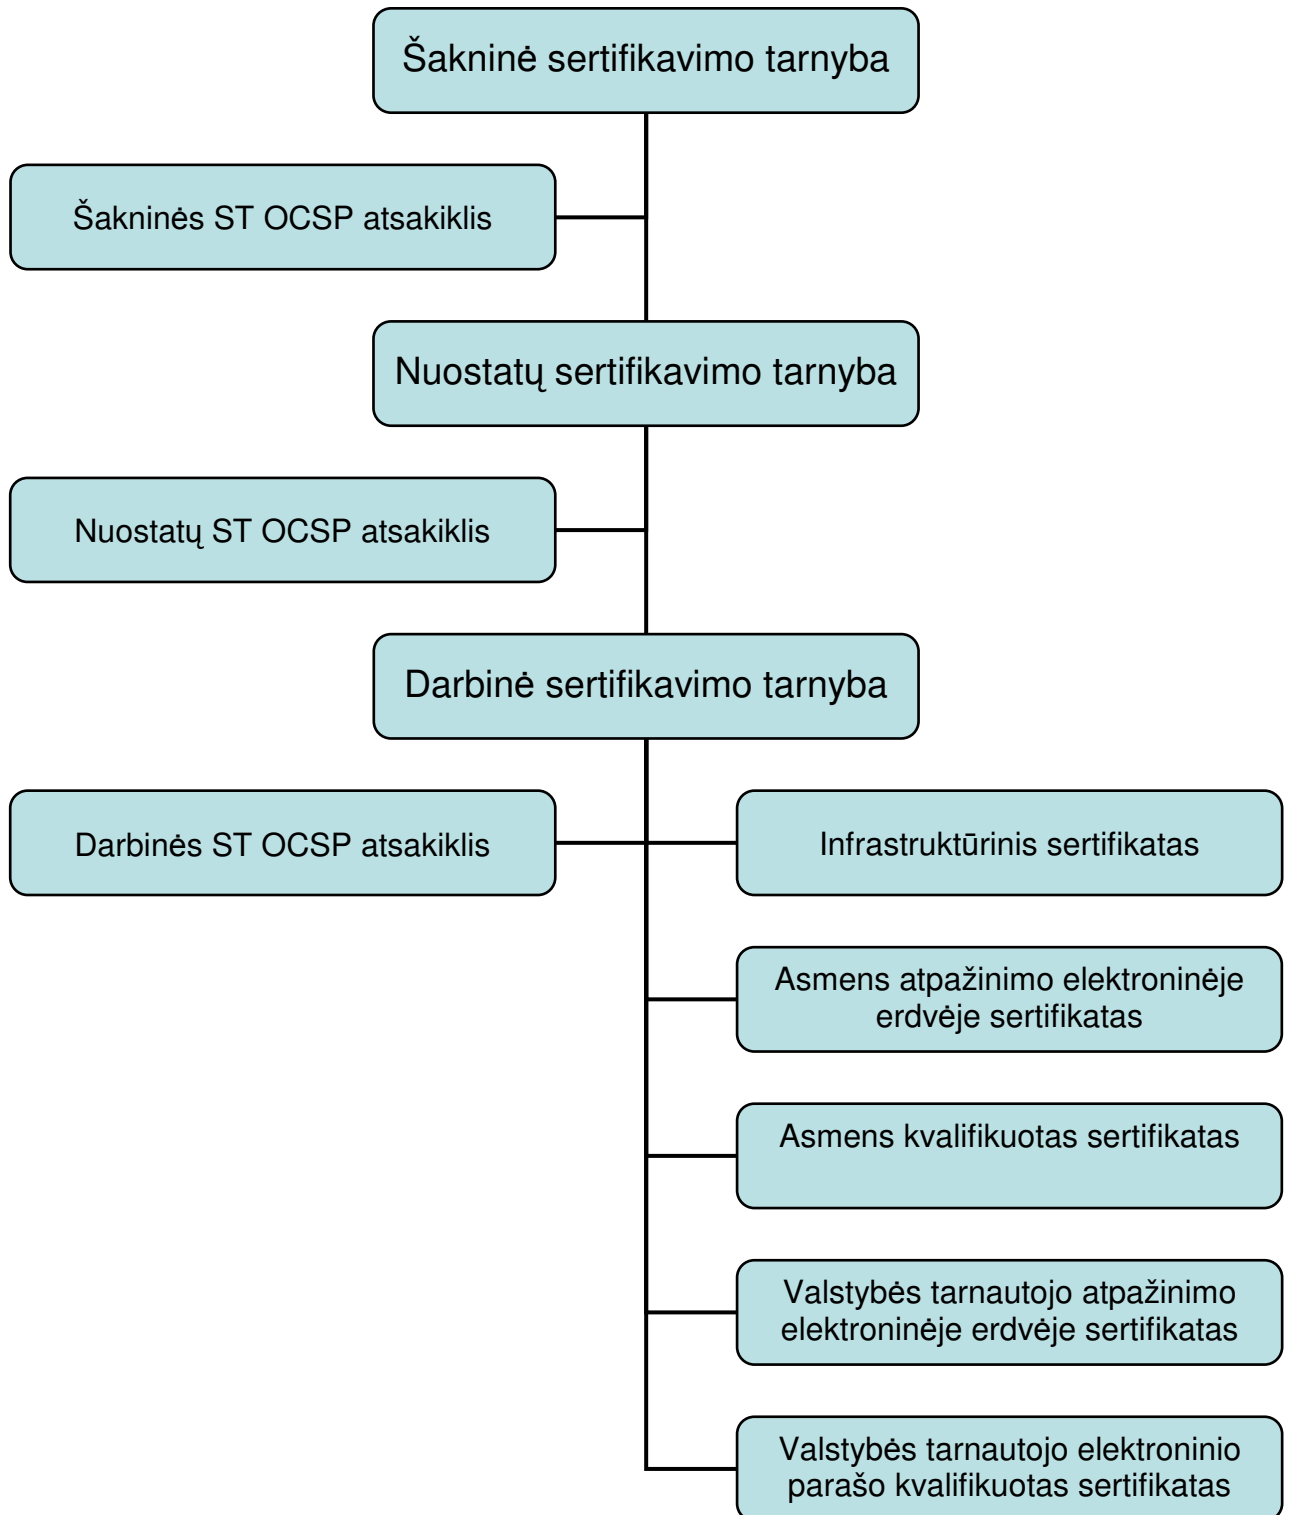 Šakninė sertifikavimo tarnyba
Šakninės ST OCSP atsakiklis
Nuostatų sertifikavimo tarnyba
Nuostatų ST OCSP atsakiklis
Darbinė sertifikavimo tarnyba
Darbinės ST OCSP atsakiklis
Infrastruktūrinis sertifikatas
Asmens atpažinimo elektroninėje
erdvėje sertifikatas
Asmens kvalifikuotas sertifikatas
Valstybės tarnautojo atpažinimo
elektroninėje erdvėje sertifikatas
Valstybės tarnautojo elektroninio
parašo kvalifikuotas sertifikatas